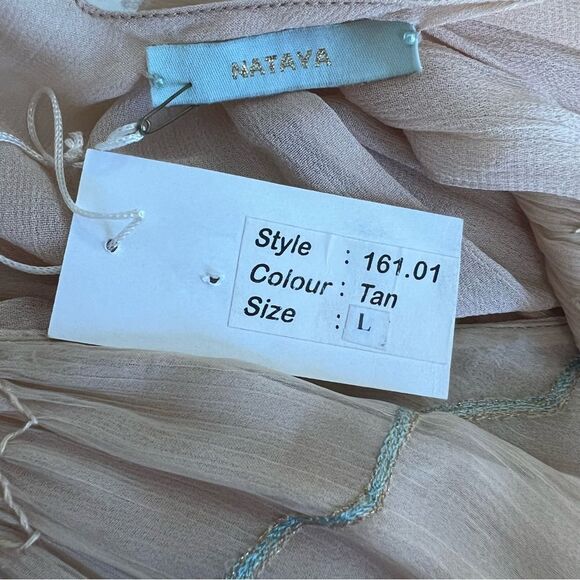 NATAYA
Style : 161.01
Colour : Tan
Size : L